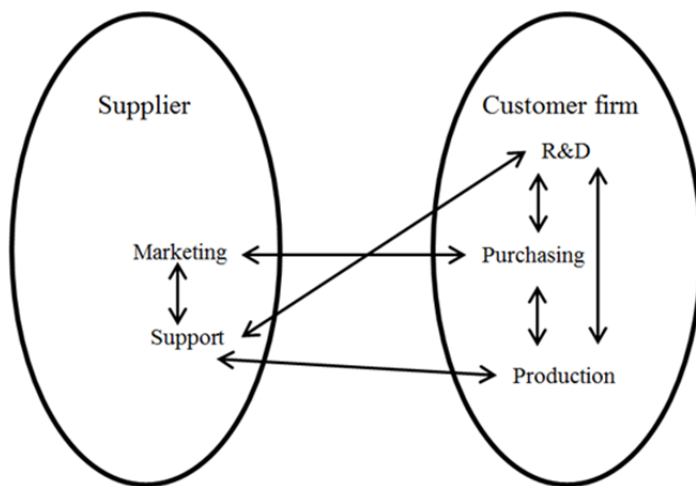 Supplier
Customer firm
R&D
Marketing
Purchasing
Support
Production